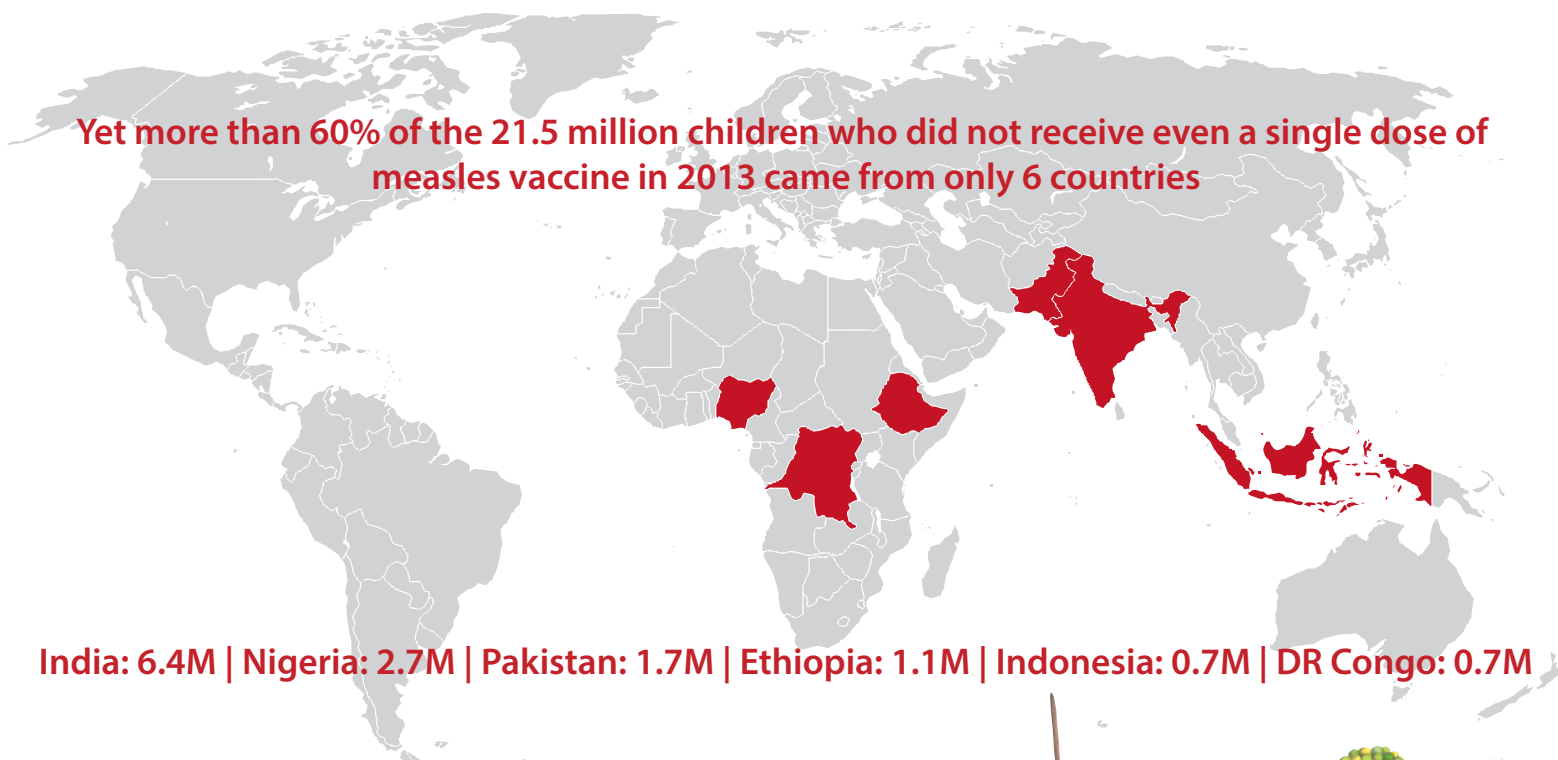 Yet more than 60% of the 21.5 million children who did not receive even a single dose of
measles vaccine in 2013 came from only 6 countries
India: 6.4M | Nigeria: 2.7M | Pakistan: 1.7M | Ethiopia: 1.1M | Indonesia: 0.7M | DR Congo: 0.7M